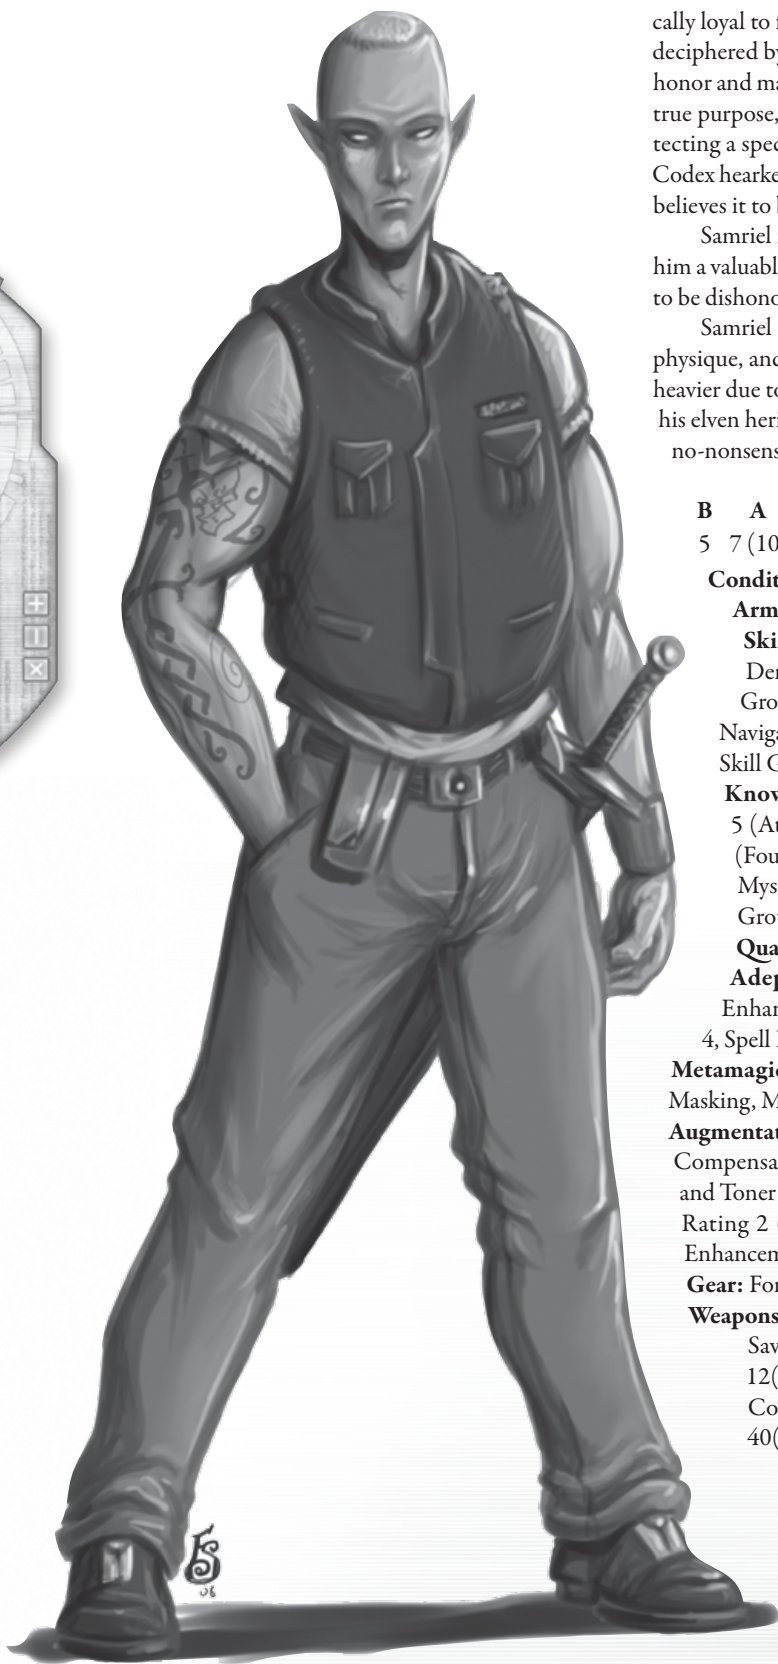 cally loyal to
deciphered by
honor and ma
true purpose,
tecting a spec
Codex hearke
believes it to
Samriel
him a valuabl
to be dishono
Samriel
physique, and
heavier due to
his elven heri
no-nonsens
B A
5 7 (10
Condit
Arm
Ski
Der
Gro
Naviga
Skill G
Know
5 (At
(Fou
Mys
Grou
Qua
Adep
Enhan
4, Spell
Metamagic
Masking, M
Augmentat
Compensa
and Toner
Rating 2
Enhancem
Gear: For
Weapons
Sav
12(
Co
40(
FS
06